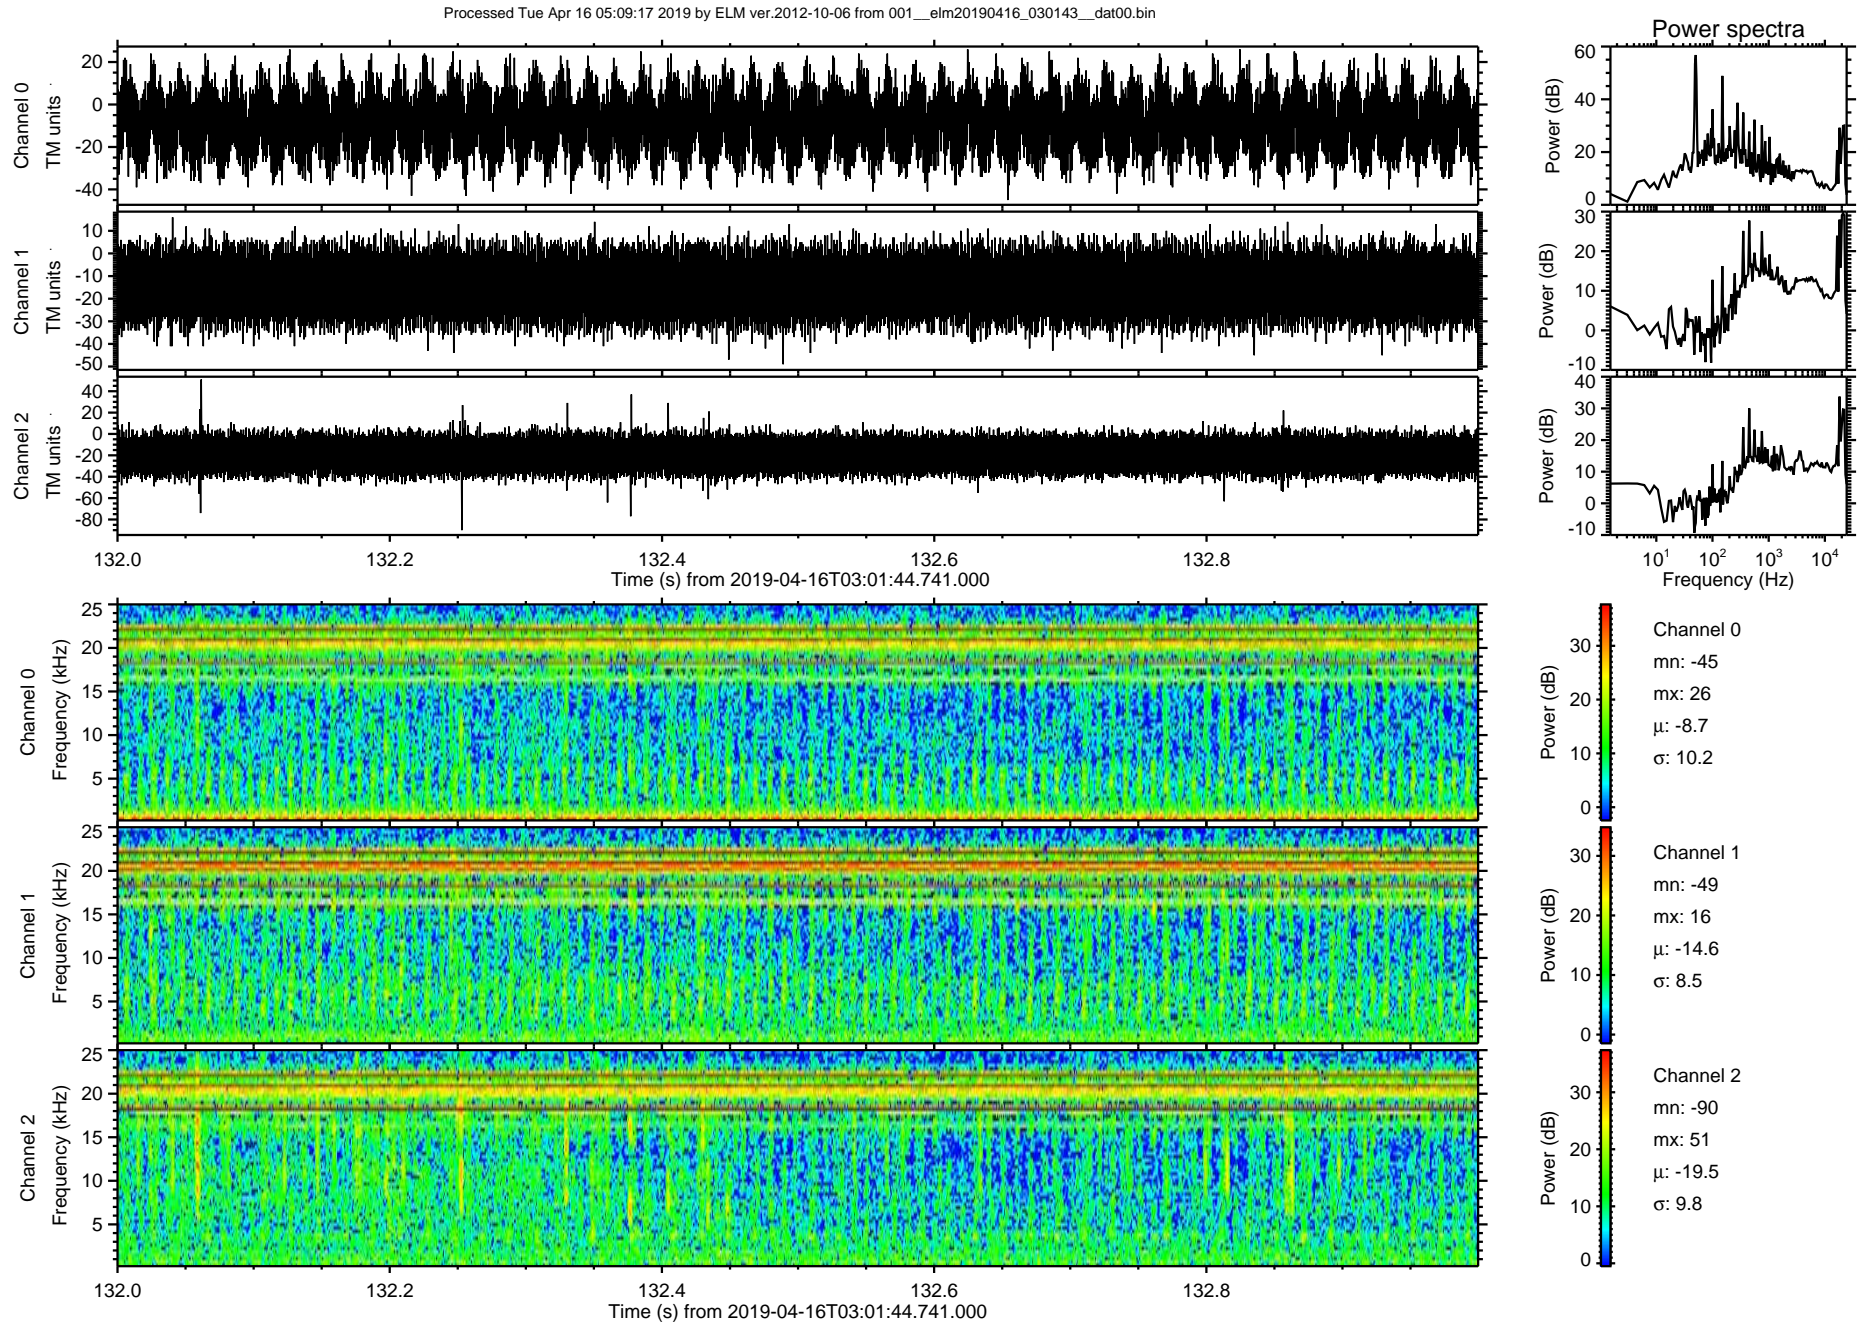 Processed Tue Apr 16 05:09:17 2019 by ELM ver.2012-10-06 from 001__elm20190416_030143__dat00.bin
Power spectra
Channel 0
TM units
20
0
-20
-40
Power (dB)
60
40
20
0
Channel 1
TM units
10
0
-10
-20
-30
-40
-50
Power (dB)
30
20
10
0
-10
Channel 2
TM units
40
20
0
-20
-40
-60
-80
Power (dB)
40
30
20
10
0
-10
132.0 132.2 132.4 132.6 132.8
Time (s) from 2019-04-16T03:01:44.741.000
10^1 10^2 10^3 10^4
Frequency (Hz)
Channel 0
Frequency (kHz)
25
20
15
10
5
Power (dB)
30
20
10
0
Channel 0
mn: -45
mx: 26
μ: -8.7
σ: 10.2
Channel 1
Frequency (kHz)
25
20
15
10
5
Power (dB)
30
20
10
0
Channel 1
mn: -49
mx: 16
μ: -14.6
σ: 8.5
Channel 2
Frequency (kHz)
25
20
15
10
5
Power (dB)
30
20
10
0
Channel 2
mn: -90
mx: 51
μ: -19.5
σ: 9.8
132.0 132.2 132.4 132.6 132.8
Time (s) from 2019-04-16T03:01:44.741.000